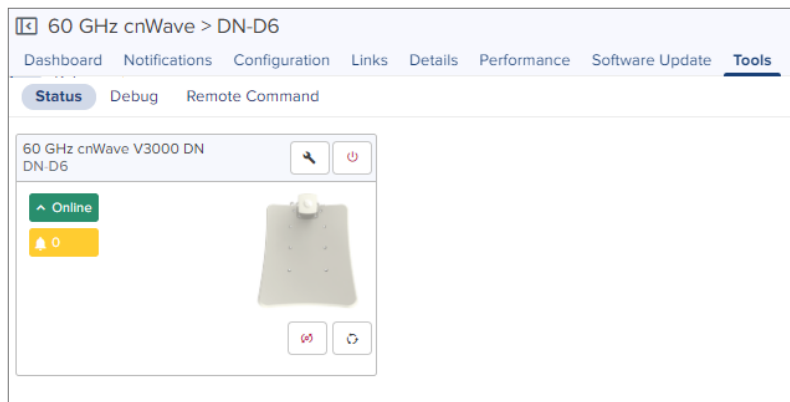 60 GHz cnWave > DN-D6
Dashboard Notifications Configuration Links Details Performance Software Update Tools
Status Debug Remote Command
60 GHz cnWave V3000 DN
DN-D6
Online
0